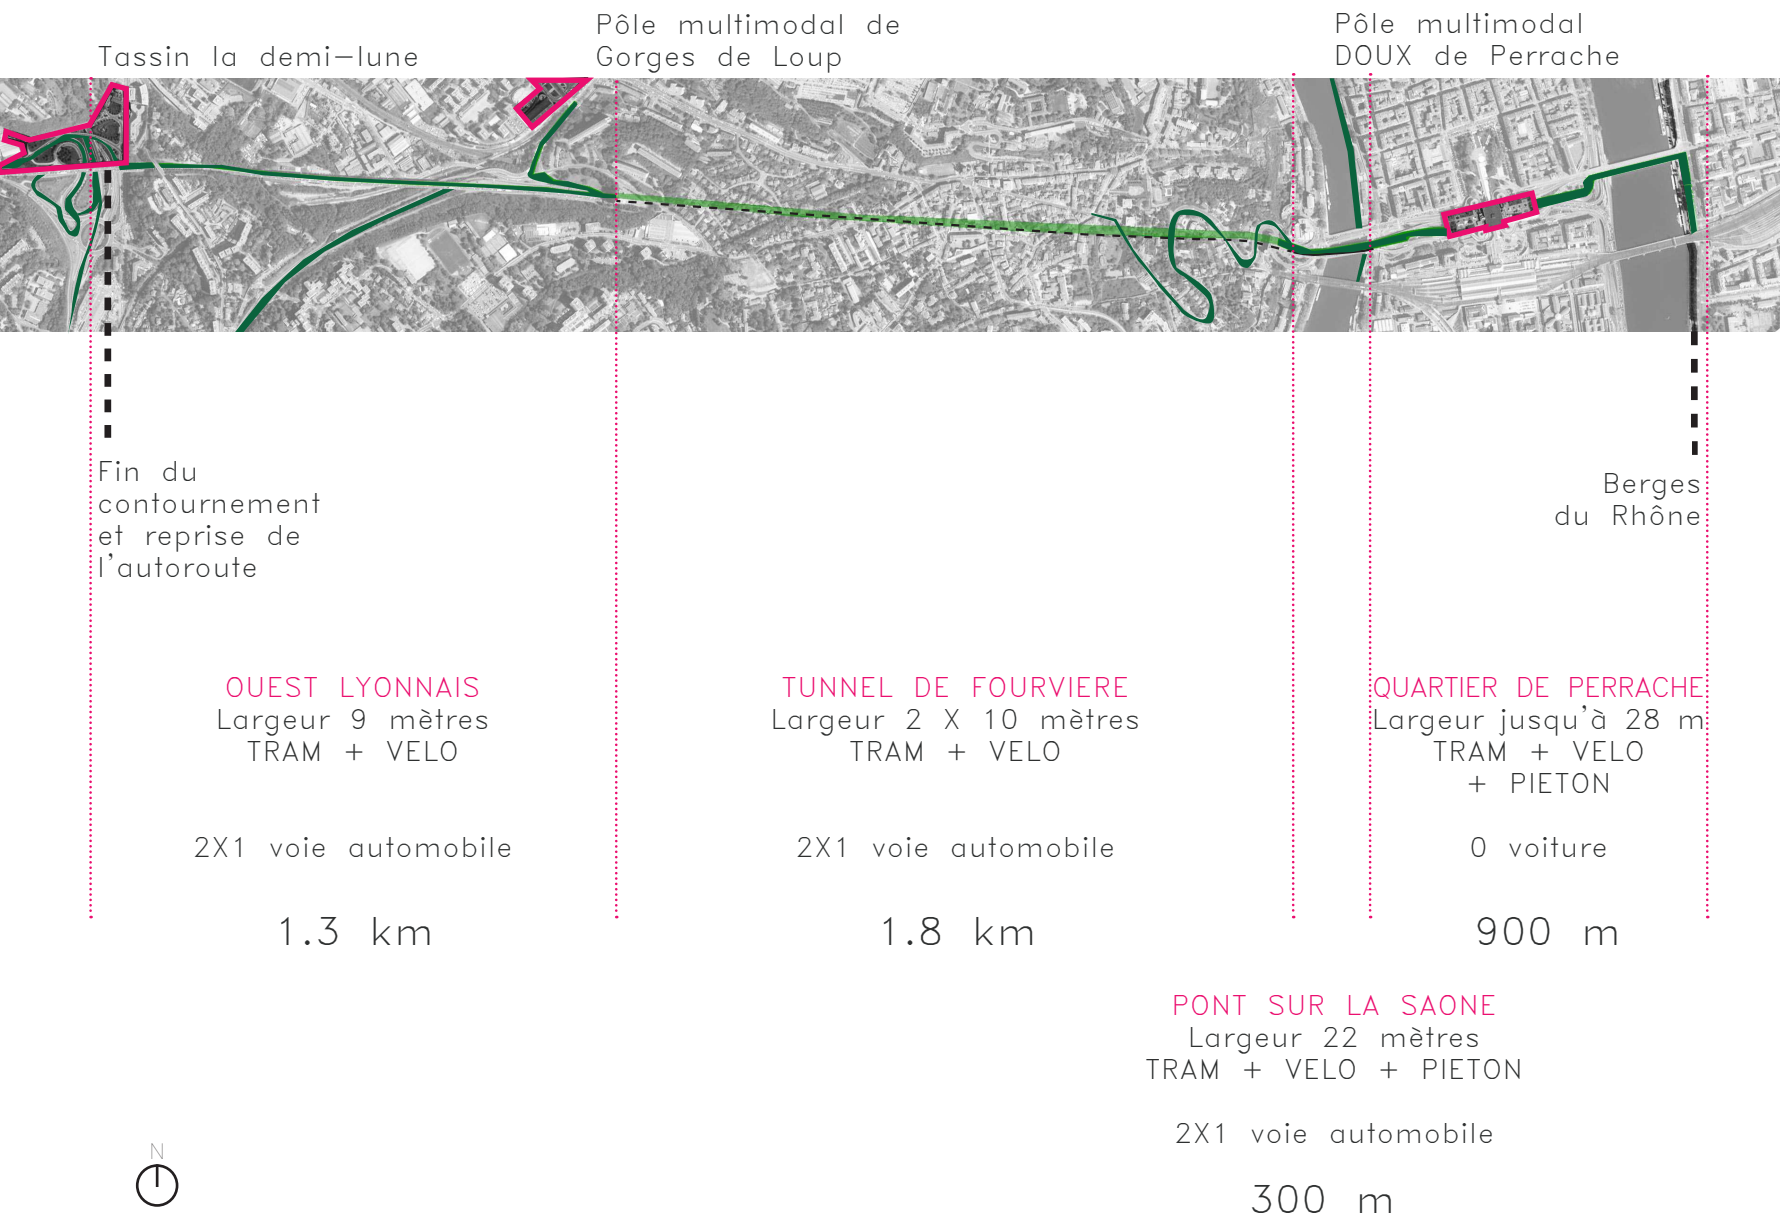 Tassin la demi-lune
Pôle multimodal de
Gorges de Loup
Pôle multimodal
DOUX de Perrache
Fin du
contournement
et reprise de
l'autoroute
Berges
du Rhône
OUEST LYONNAIS
Largeur 9 mètres
TRAM + VELO
2X1 voie automobile
1.3 km
TUNNEL DE FOURVIERE
Largeur 2 X 10 mètres
TRAM + VELO
2X1 voie automobile
1.8 km
QUARTIER DE PERRACHE
Largeur jusqu'à 28 m
TRAM + VELO
+ PIETON
0 voiture
900 m
PONT SUR LA SAONE
Largeur 22 mètres
TRAM + VELO + PIETON
2X1 voie automobile
300 m
N